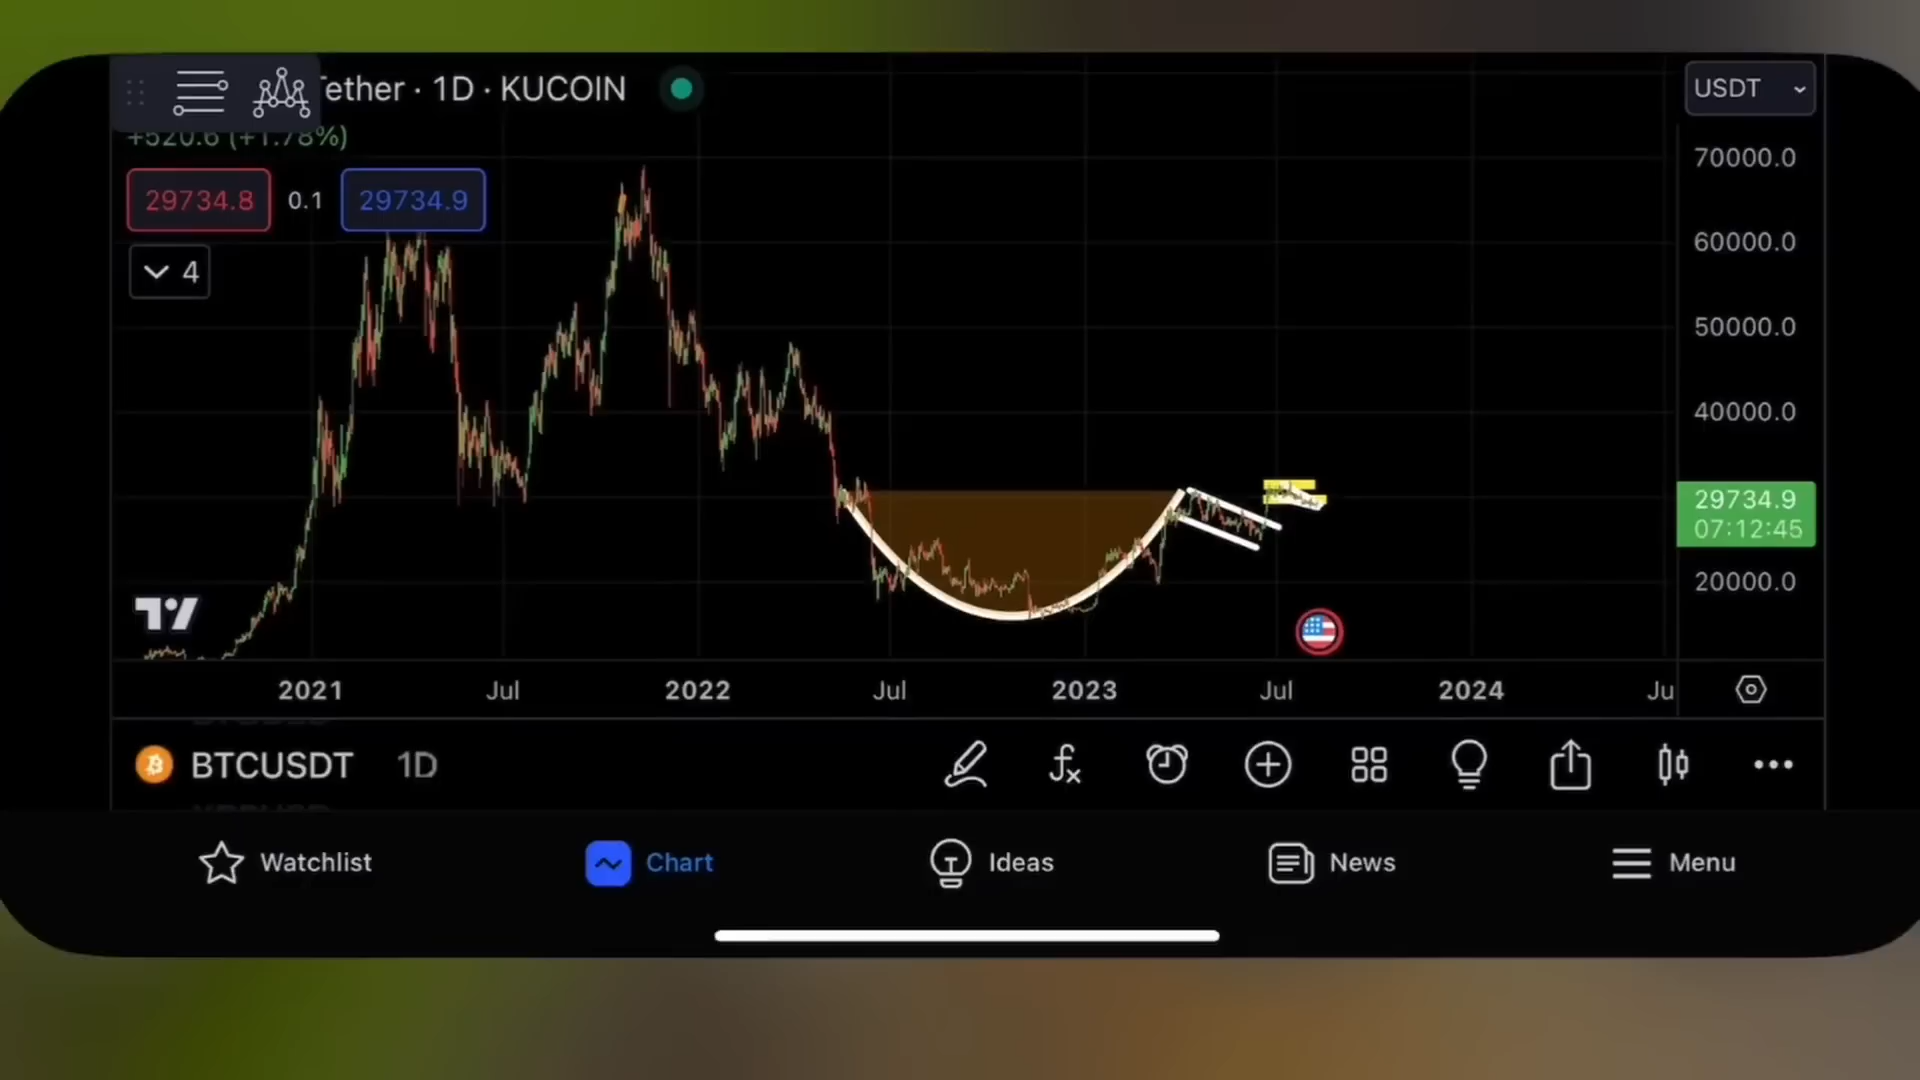 Tether · 1D · KUCOIN
USDT
+520.6 (+1.78%)
29734.8 0.1 29734.9
4
70000.0
60000.0
50000.0
40000.0
29734.9
07:12:45
20000.0
2021 Jul 2022 Jul 2023 Jul 2024 Ju
BTCUSDT 1D
Watchlist Chart Ideas News Menu